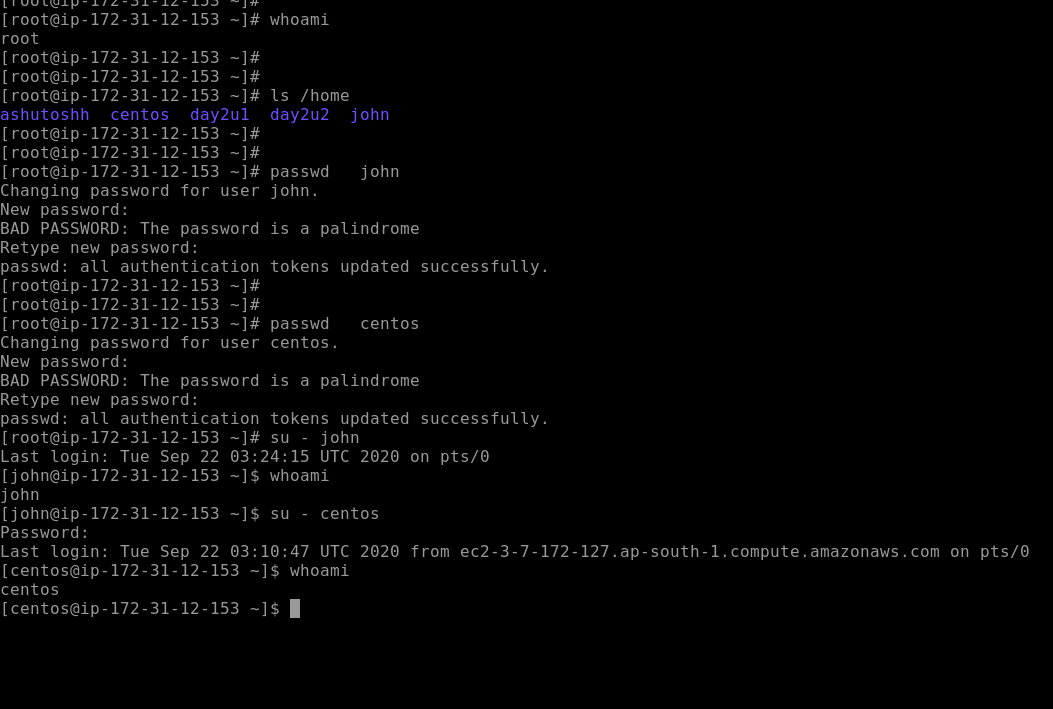 [root@ip-172-31-12-153 ~]#
[root@ip-172-31-12-153 ~]# whoami
root
[root@ip-172-31-12-153 ~]#
[root@ip-172-31-12-153 ~]#
[root@ip-172-31-12-153 ~]# ls /home
ashutoshh  centos  day2u1  day2u2  john
[root@ip-172-31-12-153 ~]#
[root@ip-172-31-12-153 ~]#
[root@ip-172-31-12-153 ~]# passwd   john
Changing password for user john.
New password:
BAD PASSWORD: The password is a palindrome
Retype new password:
passwd: all authentication tokens updated successfully.
[root@ip-172-31-12-153 ~]#
[root@ip-172-31-12-153 ~]#
[root@ip-172-31-12-153 ~]# passwd   centos
Changing password for user centos.
New password:
BAD PASSWORD: The password is a palindrome
Retype new password:
passwd: all authentication tokens updated successfully.
[root@ip-172-31-12-153 ~]# su - john
Last login: Tue Sep 22 03:24:15 UTC 2020 on pts/0
[john@ip-172-31-12-153 ~]$ whoami
john
[john@ip-172-31-12-153 ~]$ su - centos
Password:
Last login: Tue Sep 22 03:10:47 UTC 2020 from ec2-3-7-172-127.ap-south-1.compute.amazonaws.com on pts/0
[centos@ip-172-31-12-153 ~]$ whoami
centos
[centos@ip-172-31-12-153 ~]$